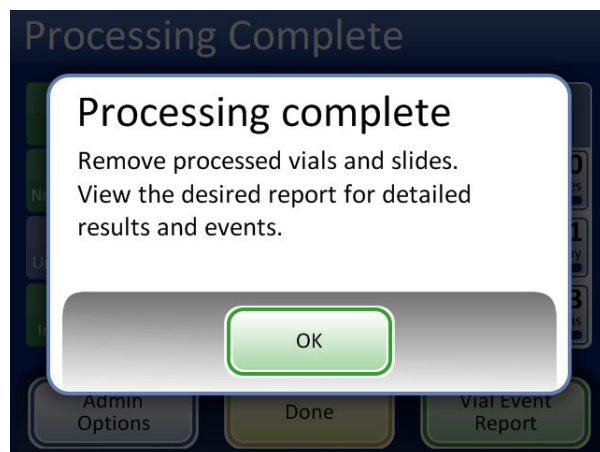 Processing Complete
Processing complete
Remove processed vials and slides.
View the desired report for detailed
results and events.
OK
Admin
Options
Done
Vial Event
Report